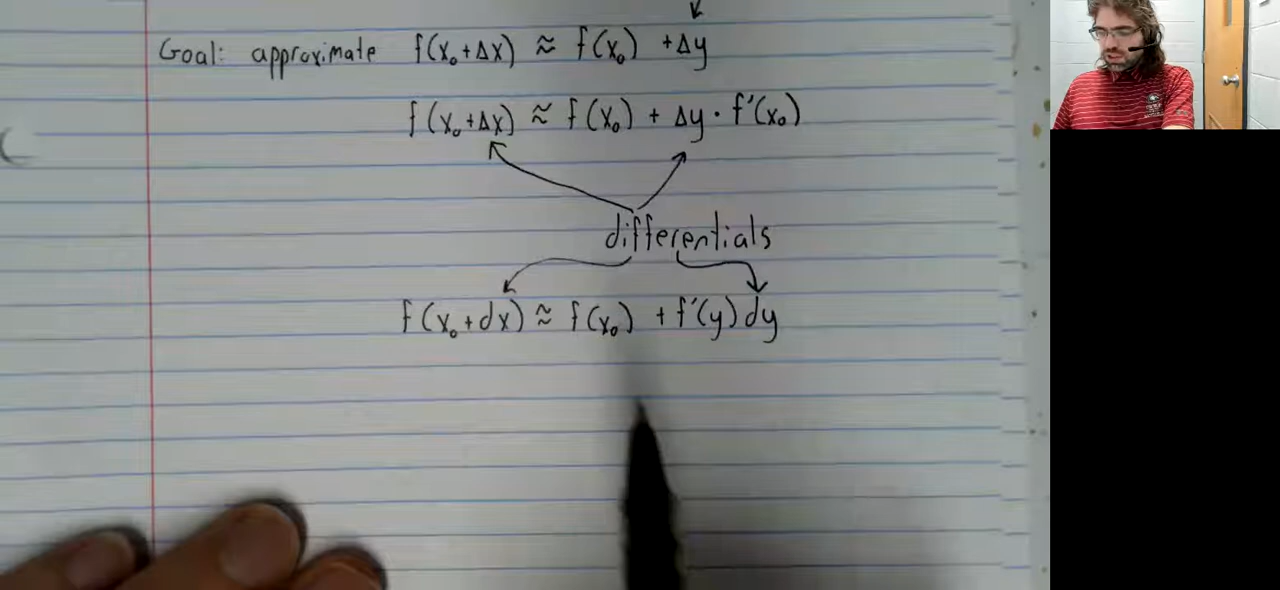 Goal: approximate f(x₀+Δx) ≈ f(x₀) +Δy
f(x₀+Δx) ≈ f(x₀) + Δy · f'(x₀)
differentials
f(x₀+dx) ≈ f(x₀) + f'(y) dy